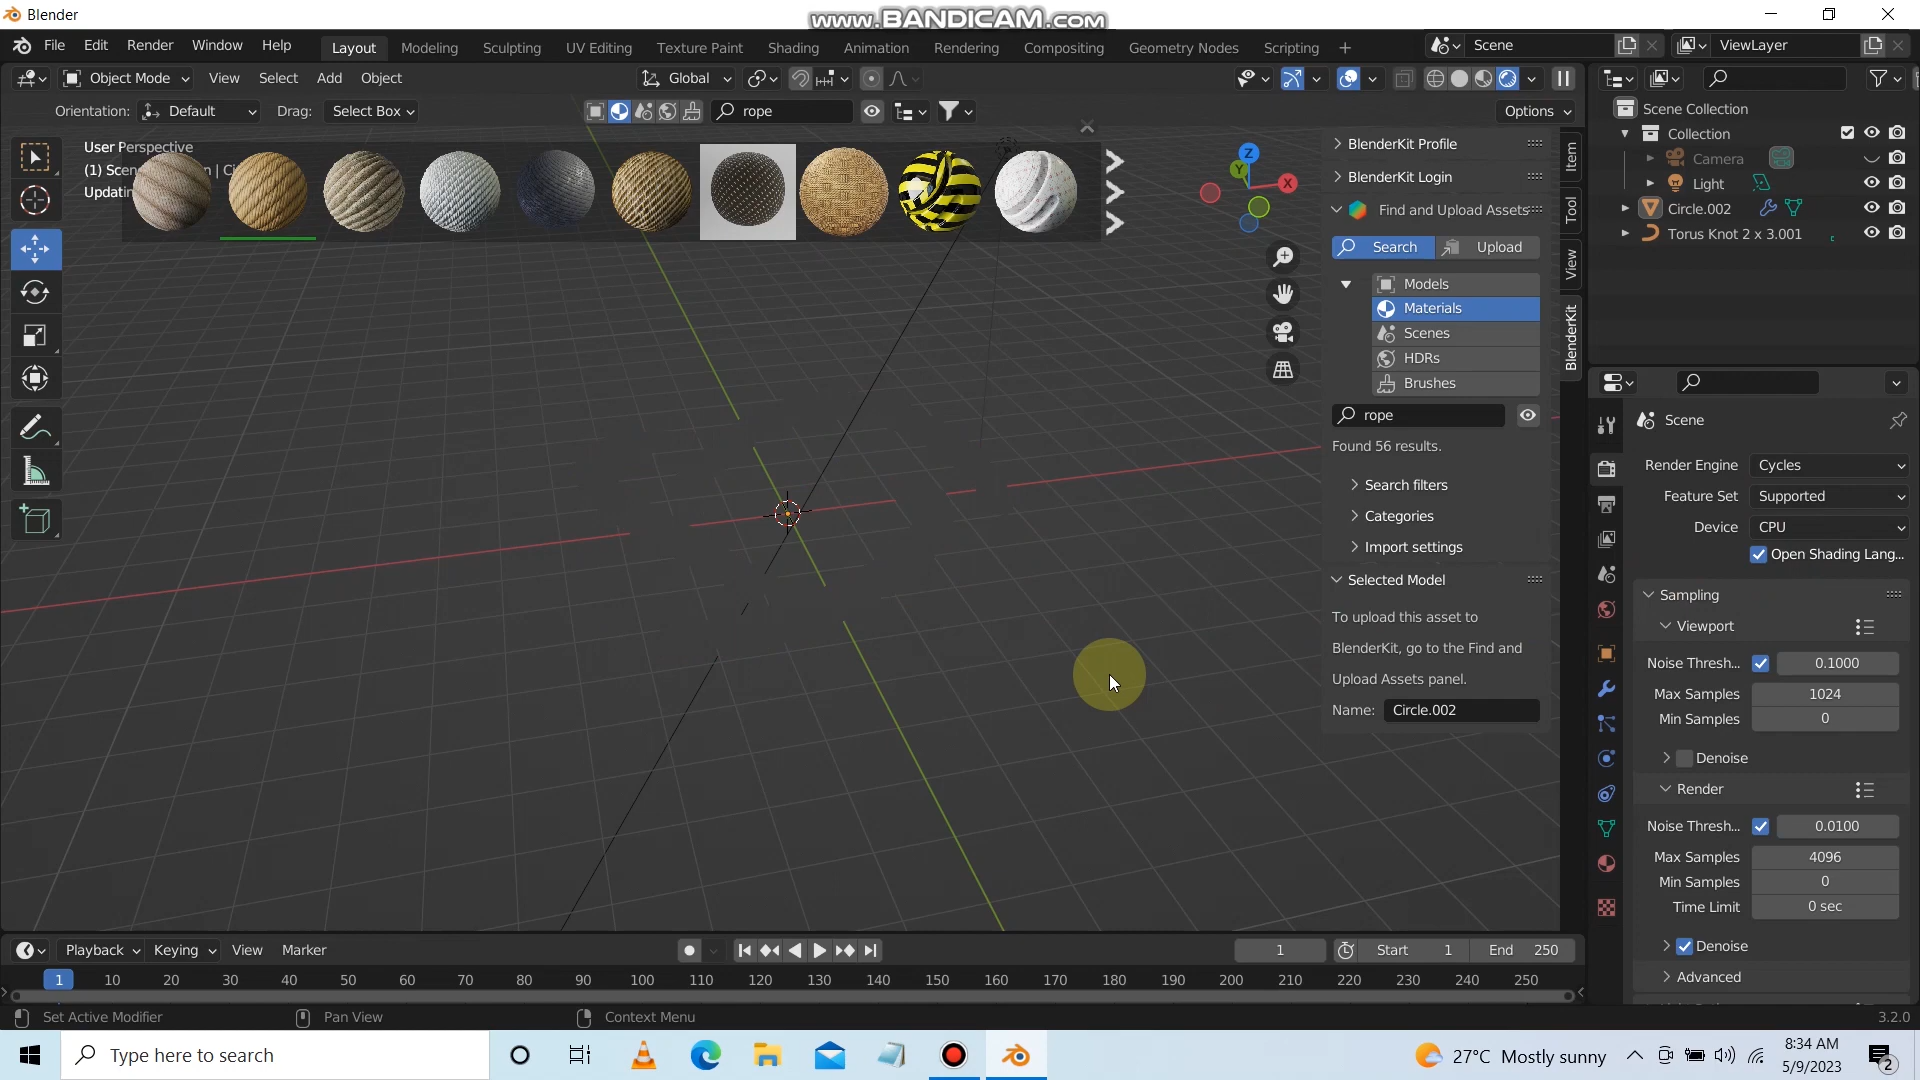 Blender
www.BANDICAM.com
File Edit Render Window Help
Layout Modeling Sculpting UV Editing Texture Paint Shading Animation Rendering Compositing Geometry Nodes Scripting +
Scene
ViewLayer
Object Mode View Select Add Object
Global
Orientation: Default Drag: Select Box
rope
Options
User Perspective
(1) Scen
Updatin
BlenderKit Profile
BlenderKit Login
Find and Upload Assets
Search Upload
Models
Materials
Scenes
HDRs
Brushes
rope
Found 56 results.
Search filters
Categories
Import settings
Selected Model
To upload this asset to
BlenderKit, go to the Find and
Upload Assets panel.
Name: Circle.002
Item
Tool
View
BlenderKit
X
Y
Z
Scene Collection
Collection
Camera
Light
Circle.002
Torus Knot 2 x 3.001
Scene
Render Engine Cycles
Feature Set Supported
Device CPU
Open Shading Lang...
Sampling
Viewport
Noise Thresh... 0.1000
Max Samples 1024
Min Samples 0
Denoise
Render
Noise Thresh... 0.0100
Max Samples 4096
Min Samples 0
Time Limit 0 sec
Denoise
Advanced
Playback Keying View Marker
1 Start 1 End 250
1 10 20 30 40 50 60 70 80 90 100 110 120 130 140 150 160 170 180 190 200 210 220 230 240 250
Set Active Modifier Pan View Context Menu
3.2.0
Type here to search
27°C Mostly sunny
8:34 AM
5/9/2023
2